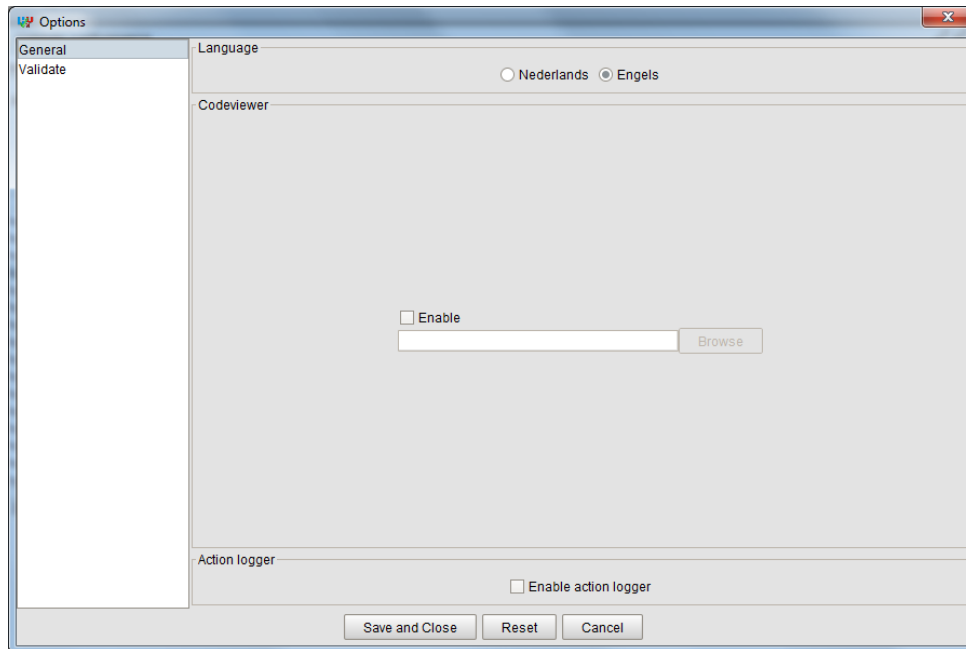 Options
General
Validate
Language
Nederlands Engels
Codeviewer
Enable
Browse
Action logger
Enable action logger
Save and Close Reset Cancel